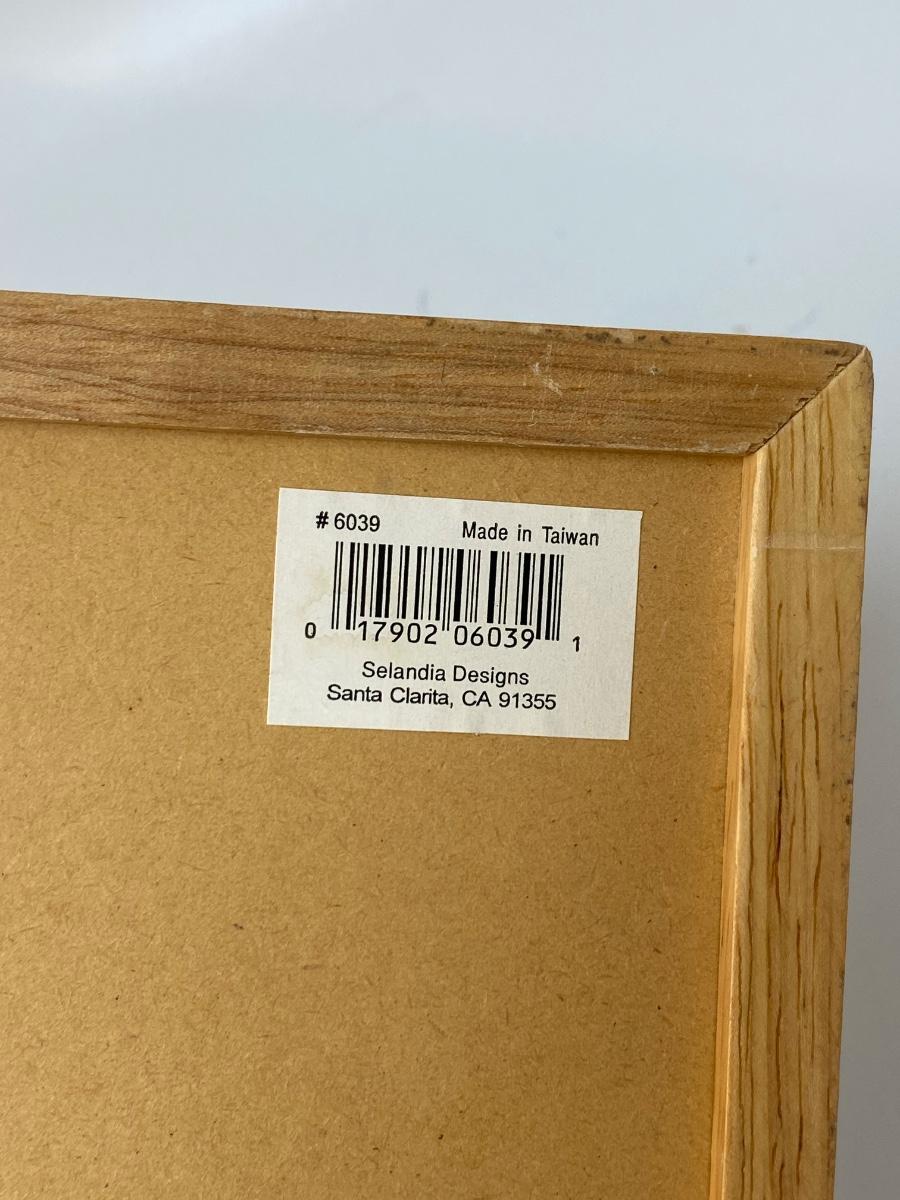 # 6039 Made in Taiwan
0 17902 06039 1
Selandia Designs
Santa Clarita, CA 91355